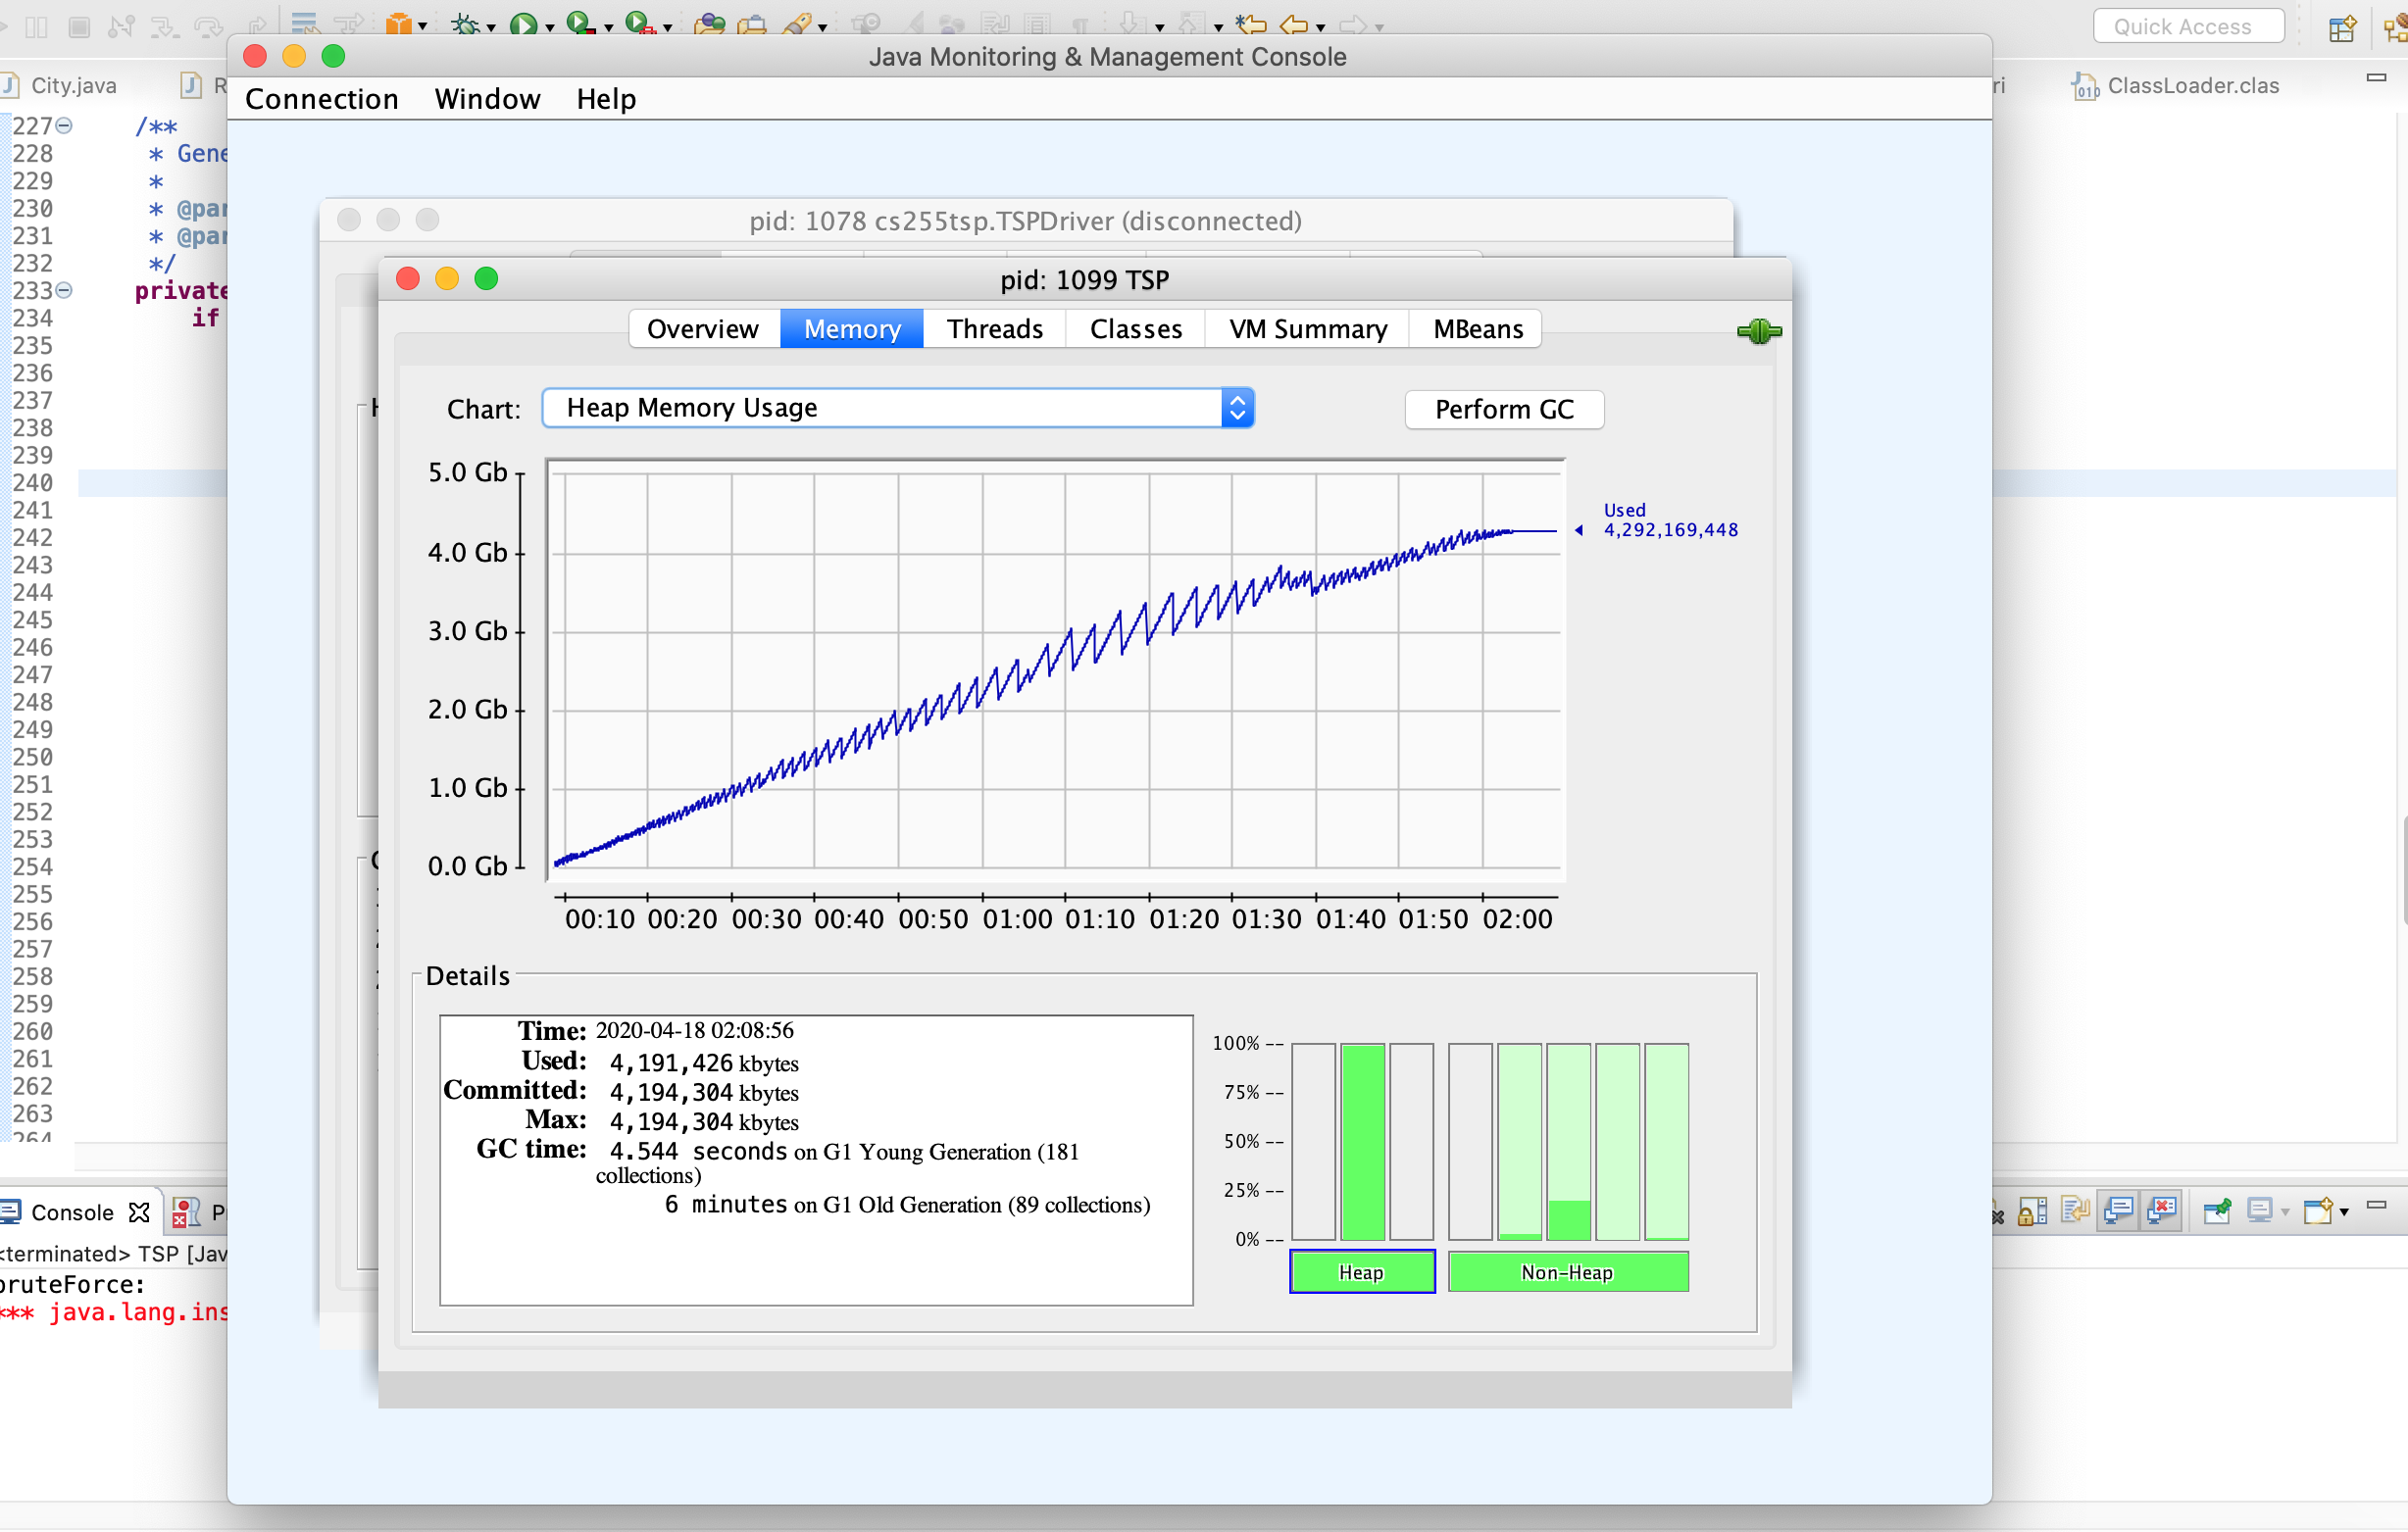 Quick Access
Java Monitoring & Management Console
City.java
ClassLoader.clas
Connection Window Help
227 /**
228 * Gene
229 *
230 * @par
231 * @par
232 */
233 private
234 if
235
236
237
238
239
240
241
242
243
244
245
246
247
248
249
250
251
252
253
254
255
256
257
258
259
260
261
262
263
264
pid: 1078 cs255tsp.TSPDriver (disconnected)
pid: 1099 TSP
Overview Memory Threads Classes VM Summary MBeans
Chart: Heap Memory Usage Perform GC
5.0 Gb
4.0 Gb
3.0 Gb
2.0 Gb
1.0 Gb
0.0 Gb
Used
4,292,169,448
00:10 00:20 00:30 00:40 00:50 01:00 01:10 01:20 01:30 01:40 01:50 02:00
Details
Time: 2020-04-18 02:08:56
Used: 4,191,426 kbytes
Committed: 4,194,304 kbytes
Max: 4,194,304 kbytes
GC time: 4.544 seconds on G1 Young Generation (181
collections)
6 minutes on G1 Old Generation (89 collections)
100% --
75% --
50% --
25% --
0% --
Heap Non-Heap
Console
<terminated> TSP [Jav
bruteForce:
*** java.lang.ins